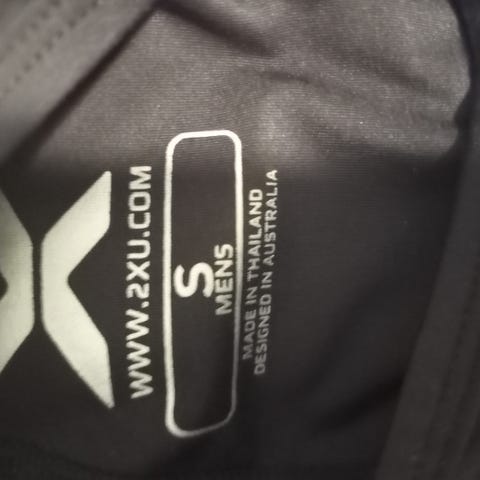 WWW.2XU.COM
S
MENS
MADE IN THAILAND
DESIGNED IN AUSTRALIA